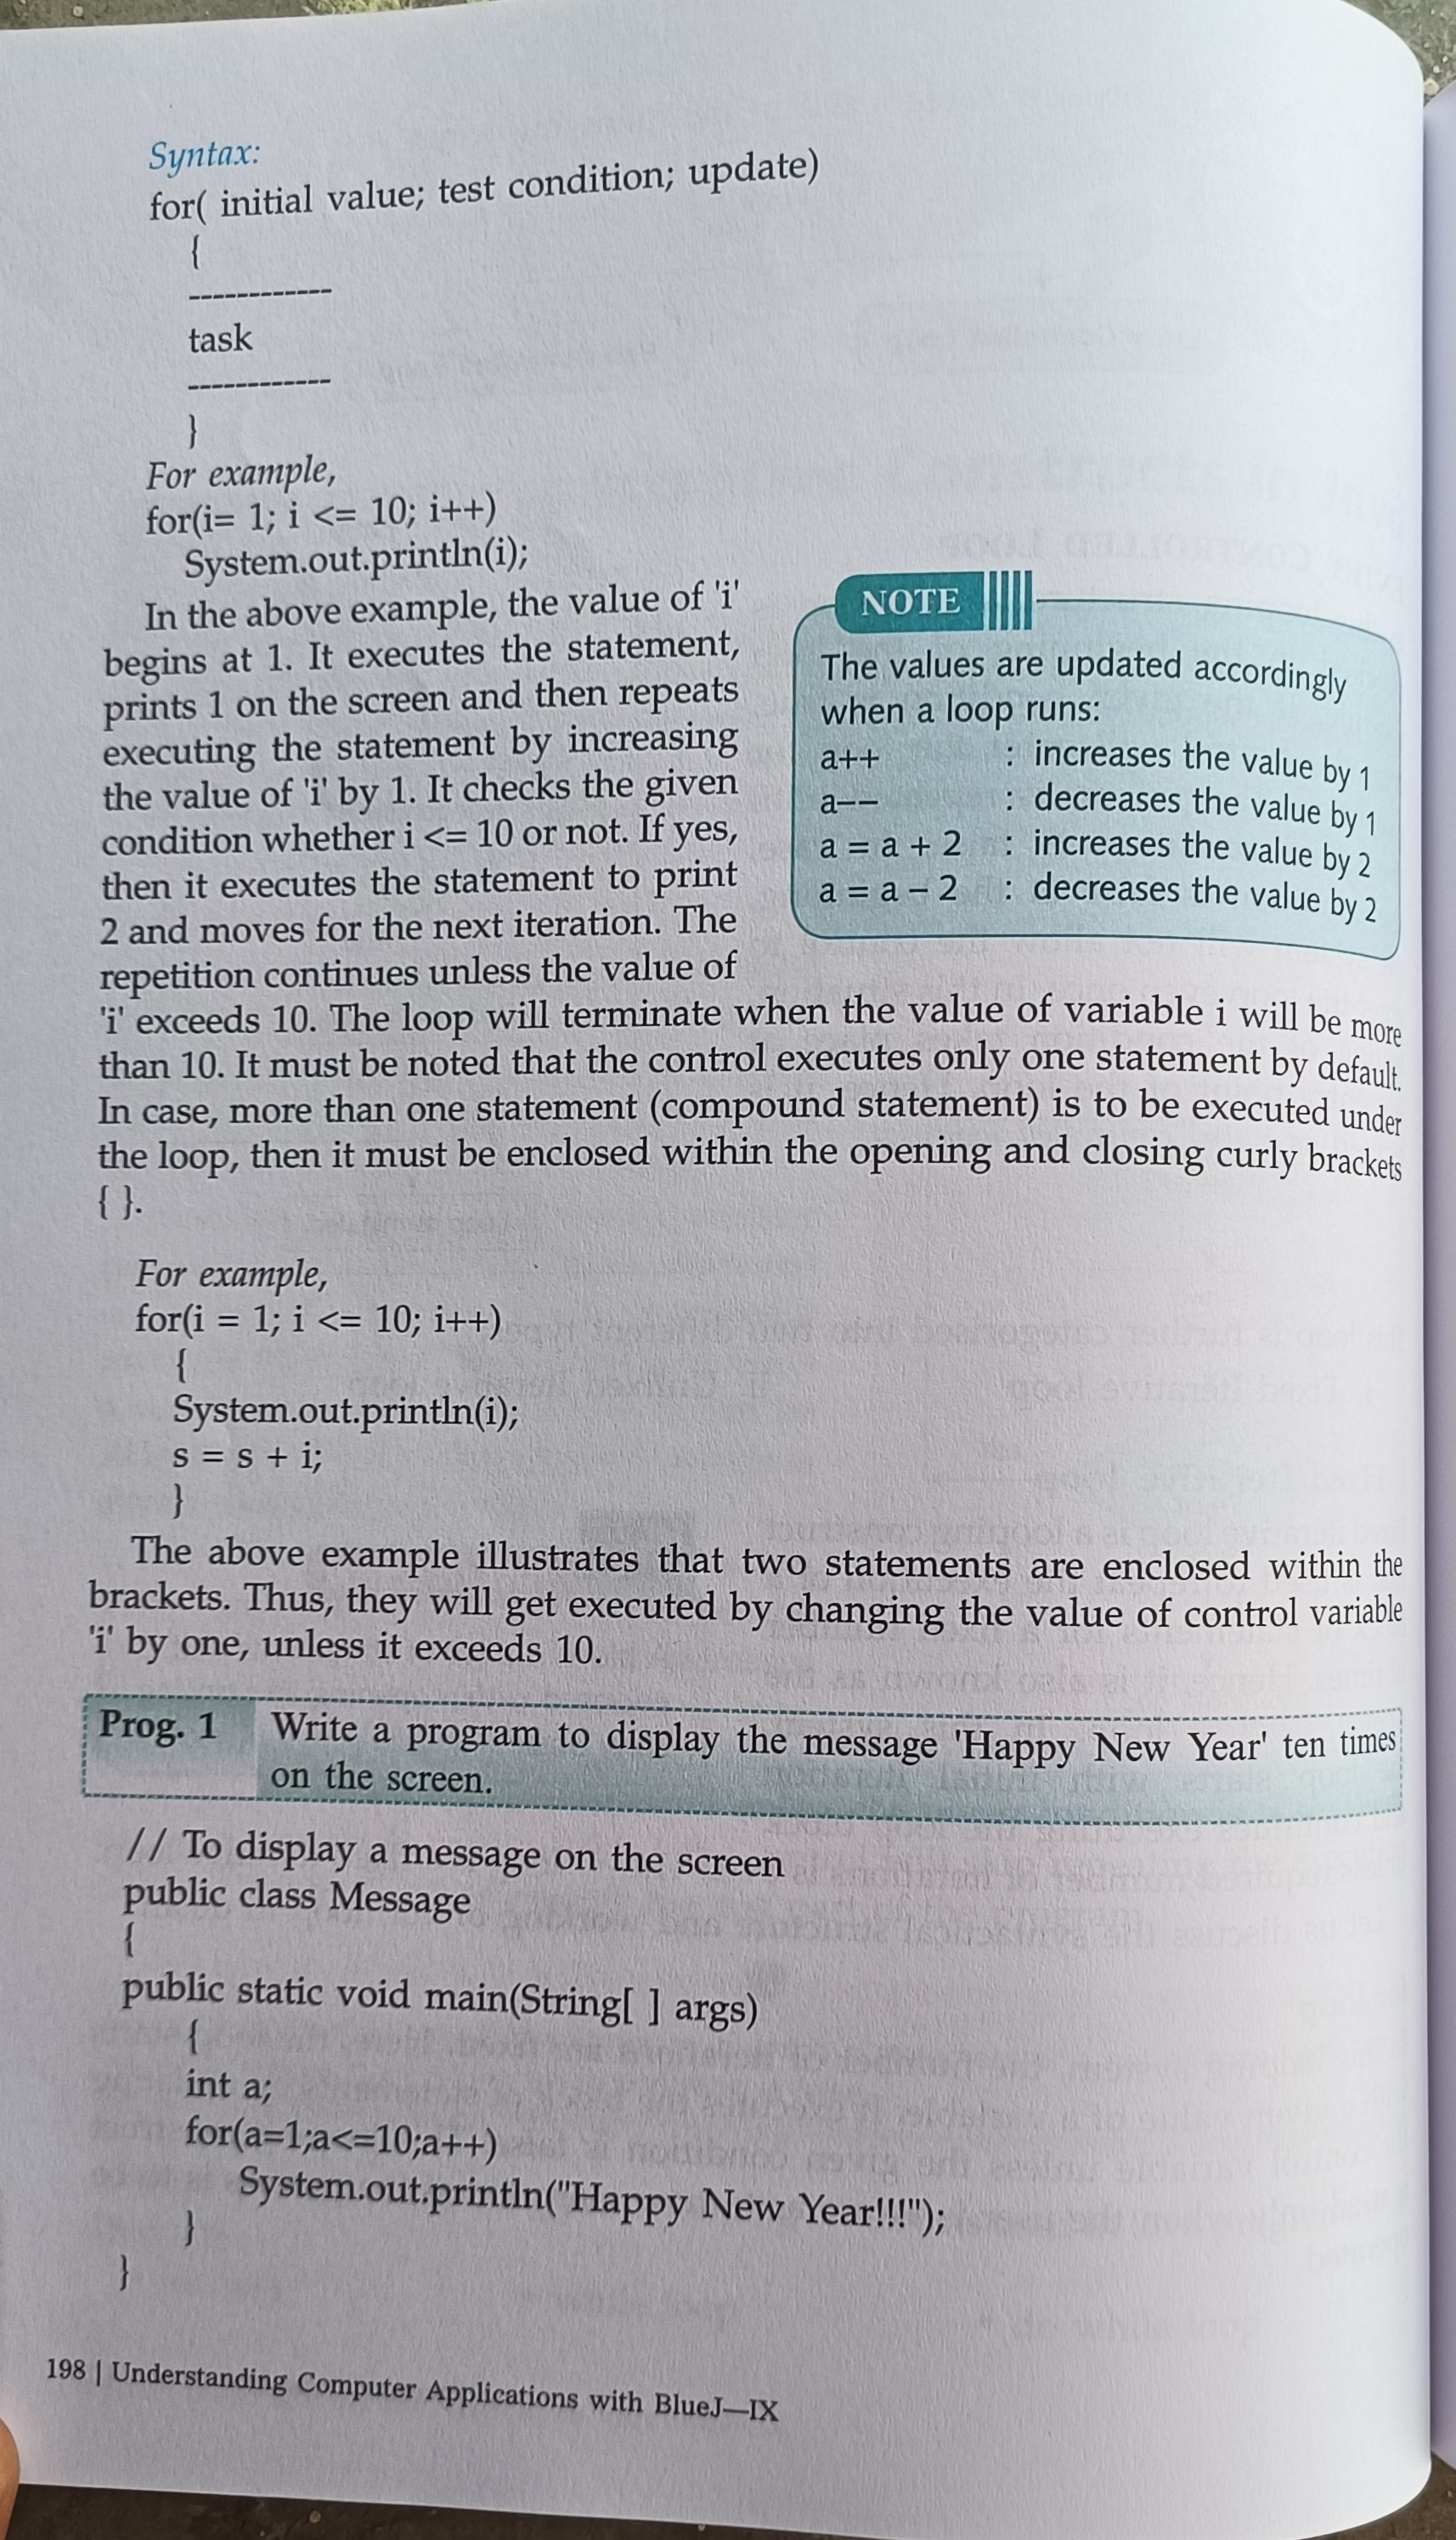 Syntax:
for( initial value; test condition; update)
{
------------
task
------------
}
For example,
for(i= 1; i <= 10; i++)
System.out.println(i);
In the above example, the value of 'i'
begins at 1. It executes the statement,
prints 1 on the screen and then repeats
executing the statement by increasing
the value of 'i' by 1. It checks the given
condition whether i <= 10 or not. If yes,
then it executes the statement to print
2 and moves for the next iteration. The
repetition continues unless the value of
'i' exceeds 10. The loop will terminate when the value of variable i will be more
than 10. It must be noted that the control executes only one statement by default.
In case, more than one statement (compound statement) is to be executed under
the loop, then it must be enclosed within the opening and closing curly brackets
{ }.
NOTE
The values are updated accordingly
when a loop runs:
a++ : increases the value by 1
a-- : decreases the value by 1
a = a + 2 : increases the value by 2
a = a – 2 : decreases the value by 2
For example,
for(i = 1; i <= 10; i++)
{
System.out.println(i);
s = s + i;
}
The above example illustrates that two statements are enclosed within the
brackets. Thus, they will get executed by changing the value of control variable
'i' by one, unless it exceeds 10.
Prog. 1 Write a program to display the message 'Happy New Year' ten times
on the screen.
// To display a message on the screen
public class Message
{
public static void main(String[ ] args)
{
int a;
for(a=1;a<=10;a++)
System.out.println("Happy New Year!!!");
}
}
198 | Understanding Computer Applications with BlueJ—IX